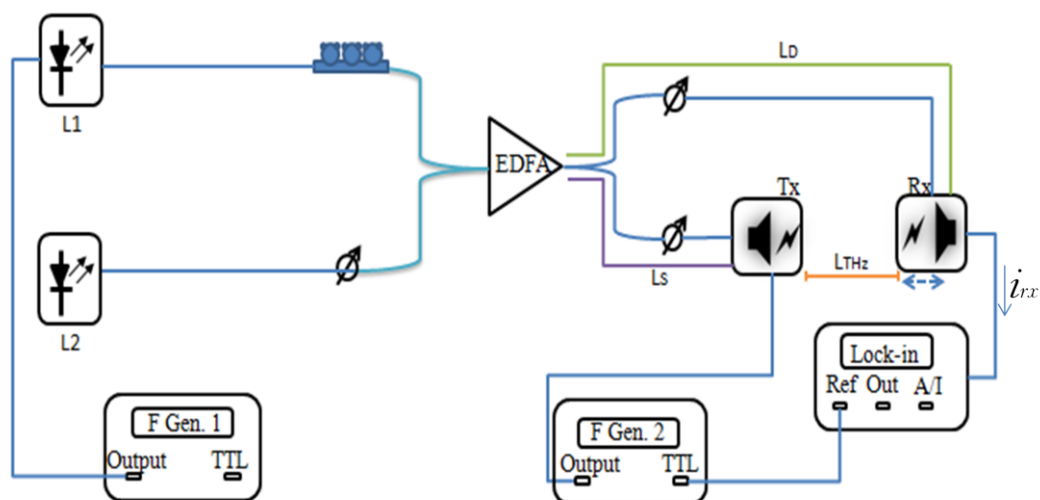 L1
L2
EDFA
LD
LS
Tx
Rx
LTHz
irx
Lock-in
Ref Out A/I
F Gen. 1
Output TTL
F Gen. 2
Output TTL